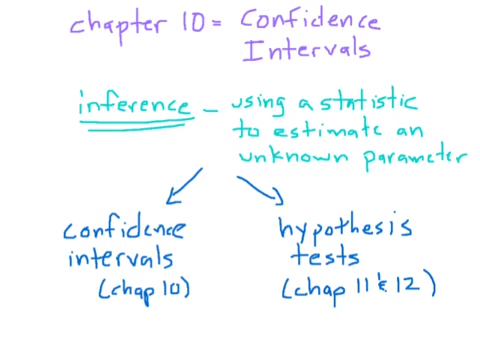 chapter 10 = Confidence
Intervals
inference – using a statistic
to estimate an
unknown parameter
confidence
intervals
(chap 10)
hypothesis
tests
(chap 11 & 12)